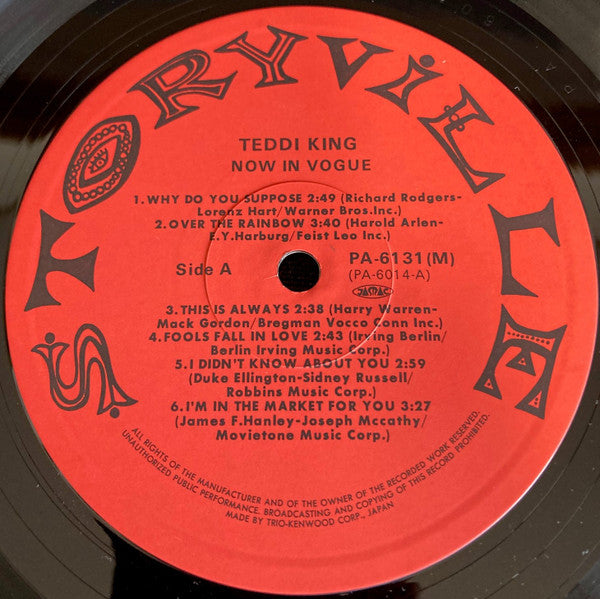 STORYVILLE
TEDDI KING
NOW IN VOGUE
1.WHY DO YOU SUPPOSE 2:49 (Richard Rodgers-
Lorenz Hart/Warner Bros.Inc.)
2.OVER THE RAINBOW 3:40 (Harold Arlen-
E.Y.Harburg/Feist Leo Inc.)
Side A
PA-6131(M)
(PA-6014-A)
JASRAC
3.THIS IS ALWAYS 2:38 (Harry Warren-
Mack Gordon/Bregman Vocco Conn Inc.)
4.FOOLS FALL IN LOVE 2:43 (Irving Berlin/
Berlin Irving Music Corp.)
5.I DIDN'T KNOW ABOUT YOU 2:59
(Duke Ellington-Sidney Russell/
Robbins Music Corp.)
6.I'M IN THE MARKET FOR YOU 3:27
(James F.Hanley-Joseph Mccathy/
Movietone Music Corp.)
ALL RIGHTS OF THE MANUFACTURER AND OF THE OWNER OF THE RECORDED WORK RESERVED.
UNAUTHORIZED PUBLIC PERFORMANCE. BROADCASTING AND COPYING OF THIS RECORD PROHIBITED.
MADE BY TRIO-KENWOOD CORP., JAPAN